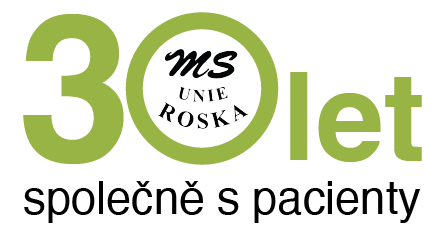 30 let
MS
UNIE
ROSKA
společně s pacienty